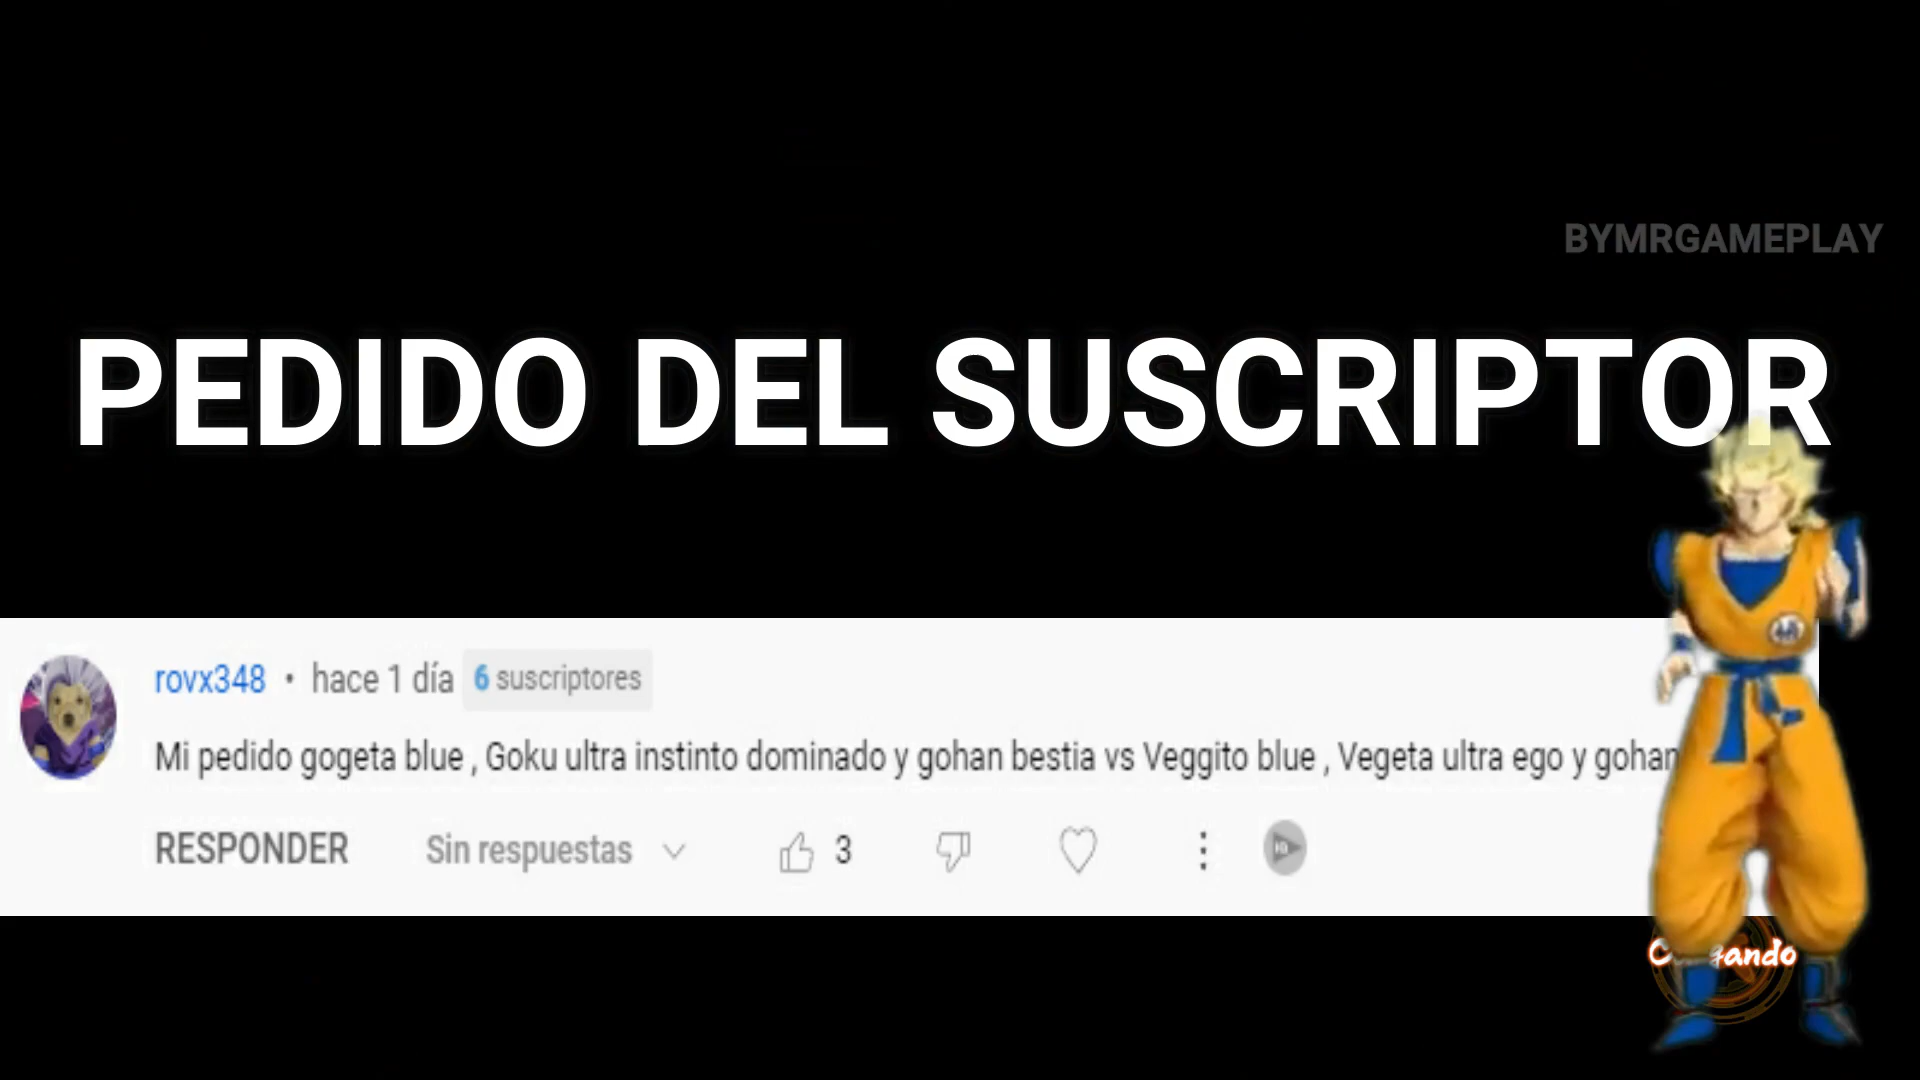 BYMRGAMEPLAY
PEDIDO DEL SUSCRIPTOR
rovx348 • hace 1 día 6 suscriptores
Mi pedido gogeta blue , Goku ultra instinto dominado y gohan bestia vs Veggito blue , Vegeta ultra ego y gohan
RESPONDER Sin respuestas 3